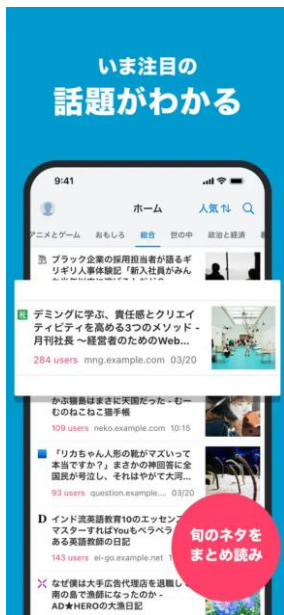 いま注目の
話題がわかる
9:41
ホーム
人気
アニメとゲーム おもしろ 総合 世の中 政治と経済
ブラック企業の採用担当者が語るギ
リギリ人事体験記「新入社員がみん
デミングに学ぶ、責任感とクリエイ
ティビティを高める3つのメソッド -
月刊社長 〜経営者のためのWeb...
284 users mng.example.com 03/20
かぶ猫はまさに天国だった - むー
むのねこねこ猫手帳
109 users neko.example.com 10:15
「リカちゃん人形の靴がマズいって
本当ですか？」まさかの神回答に全
国民が号泣し、それはやがて大河...
93 users question.example.... 03/20
D インド流英語教育10のエッセンス
マスターすればYouもペラペラ
ある英語教師の日記
143 users ei-go.example.net
旬のネタを
まとめ読み
なぜ僕は大手広告代理店を退職し
南の島で漁師になったのか -
AD★HEROの大漁日記